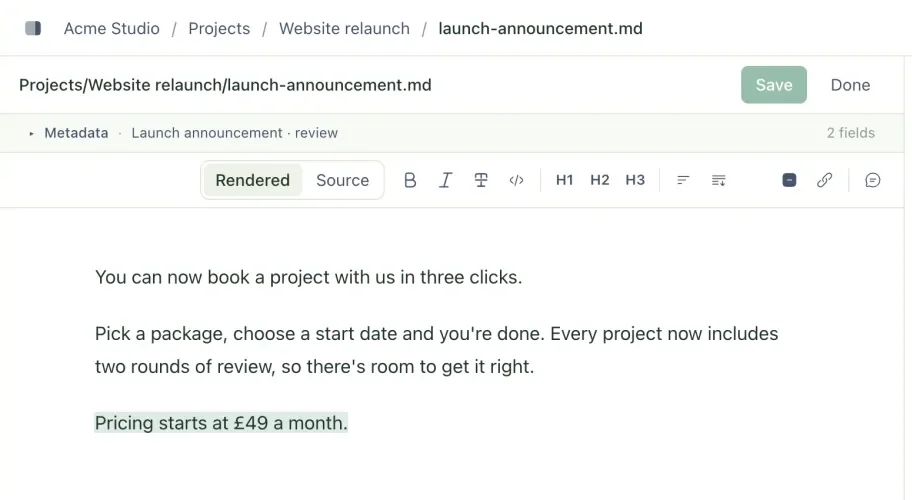 Acme Studio / Projects / Website relaunch / launch-announcement.md
Projects/Website relaunch/launch-announcement.md
Save
Done
Metadata · Launch announcement · review
2 fields
Rendered
Source
B I T </> H1 H2 H3
You can now book a project with us in three clicks.
Pick a package, choose a start date and you're done. Every project now includes
two rounds of review, so there's room to get it right.
Pricing starts at £49 a month.